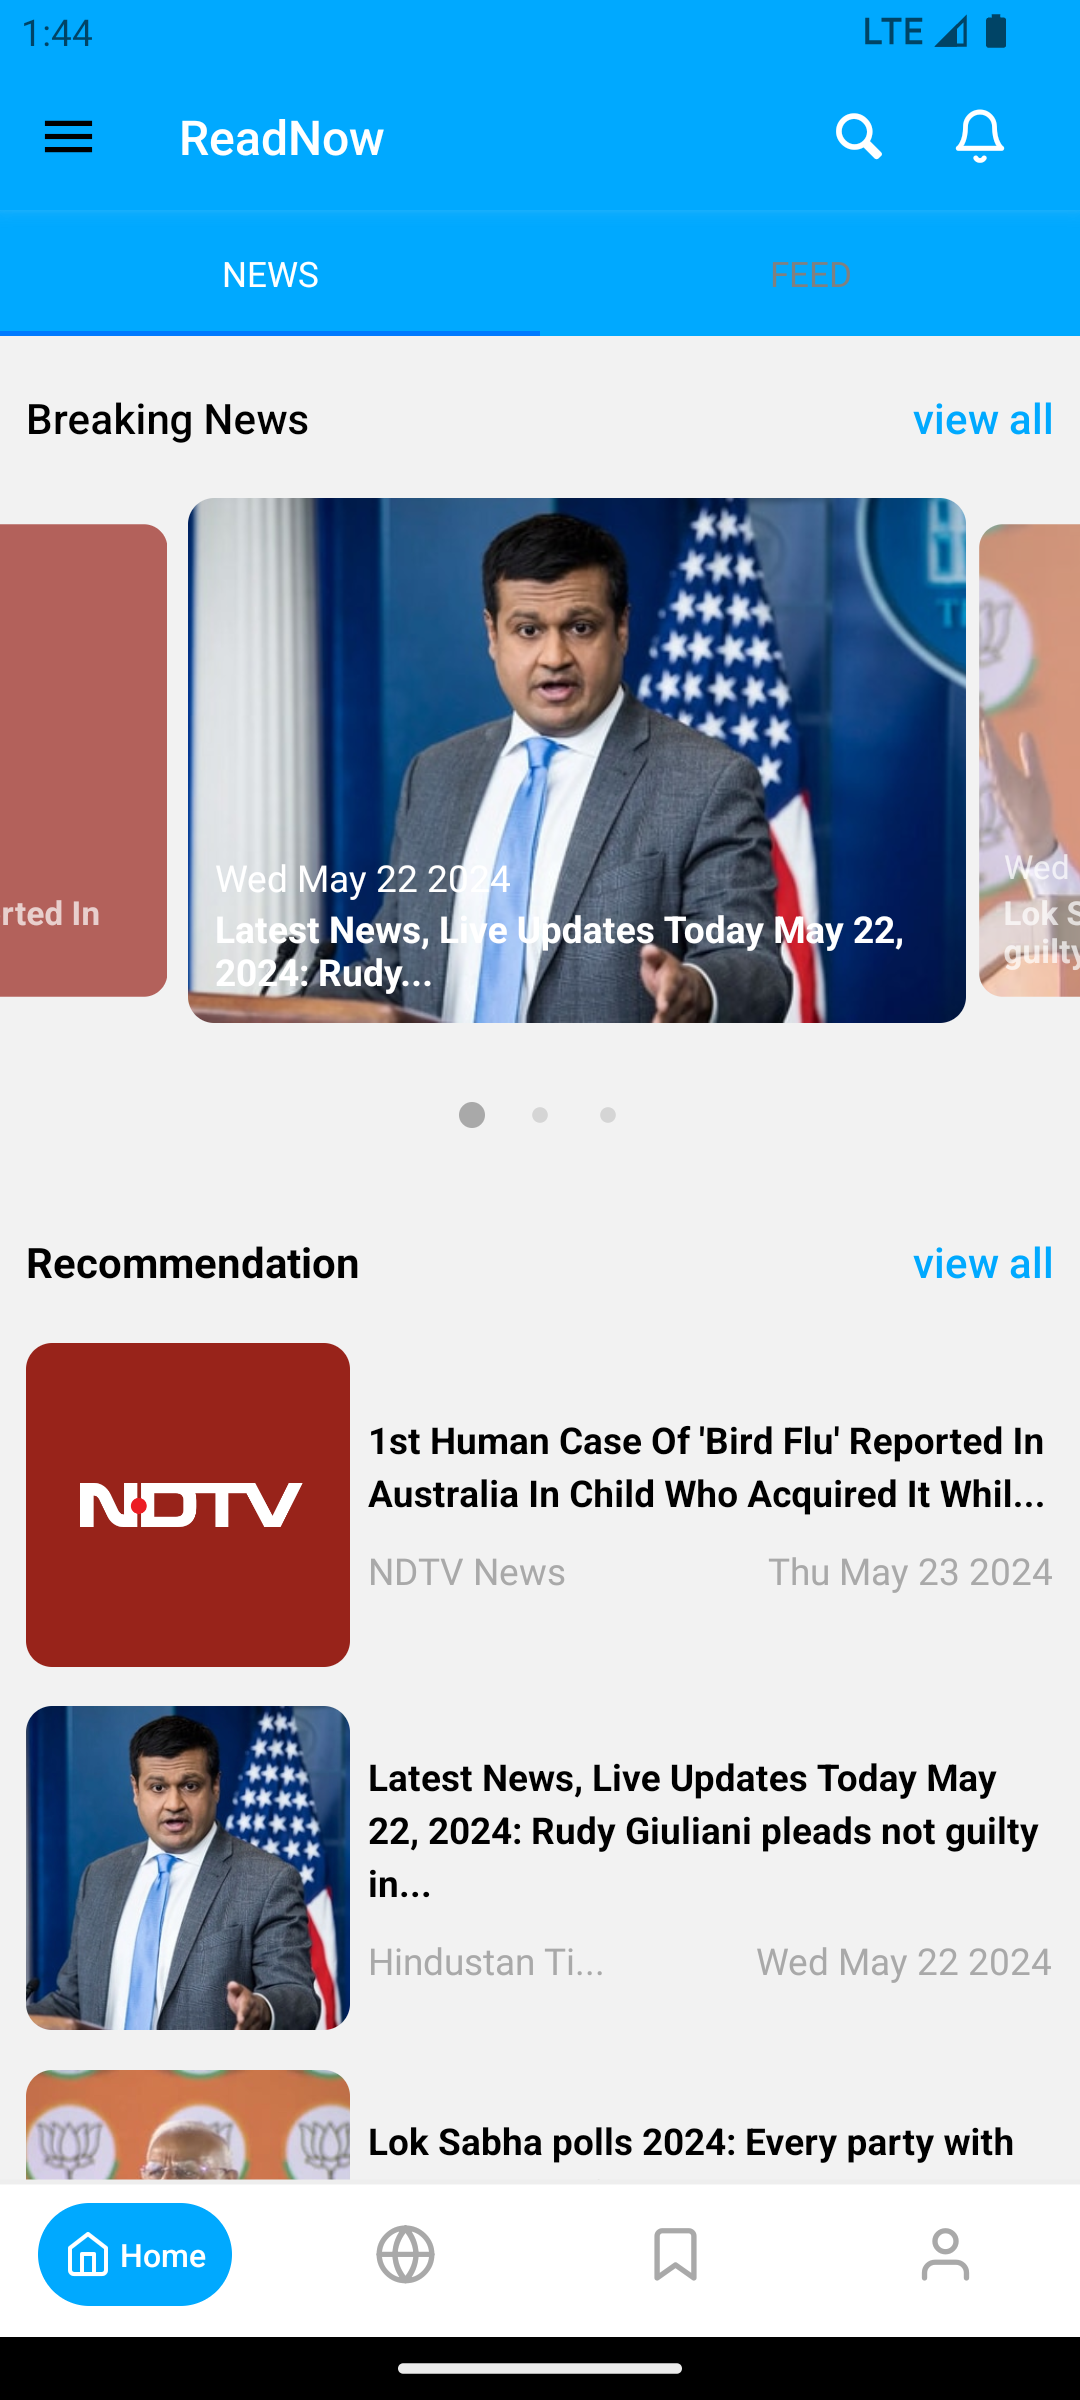 1:44
LTE
ReadNow
NEWS
FEED
Breaking News
view all
rted In
Wed May 22 2024
Latest News, Live Updates Today May 22,
2024: Rudy...
Wed
Lok S
guilty
Recommendation
view all
NDTV
1st Human Case Of 'Bird Flu' Reported In
Australia In Child Who Acquired It Whil...
NDTV News
Thu May 23 2024
Latest News, Live Updates Today May
22, 2024: Rudy Giuliani pleads not guilty
in...
Hindustan Ti...
Wed May 22 2024
Lok Sabha polls 2024: Every party with
Home